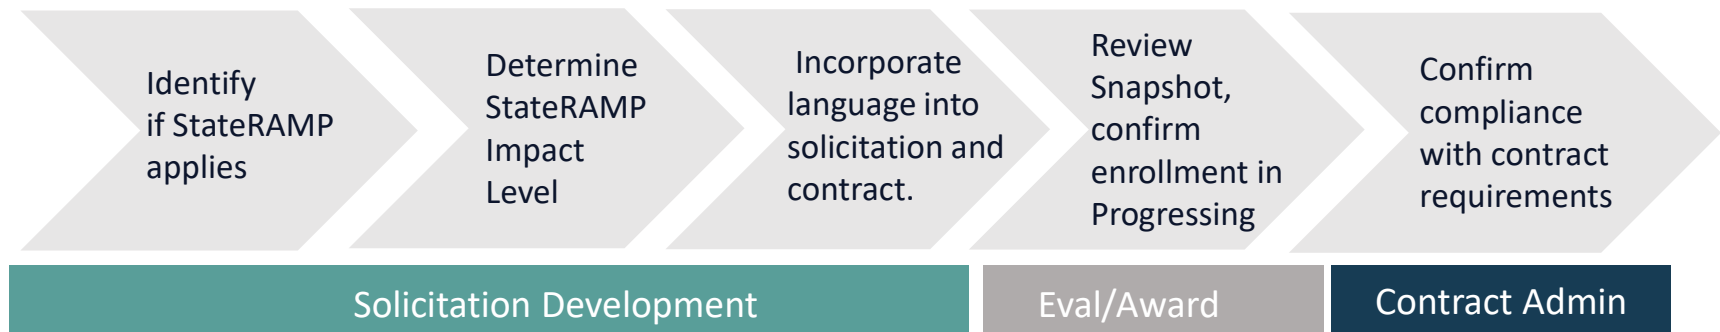 Identify
if StateRAMP
applies
Determine
StateRAMP
Impact
Level
Incorporate
language into
solicitation and
contract.
Review
Snapshot,
confirm
enrollment in
Progressing
Confirm
compliance
with contract
requirements
Solicitation Development
Eval/Award
Contract Admin